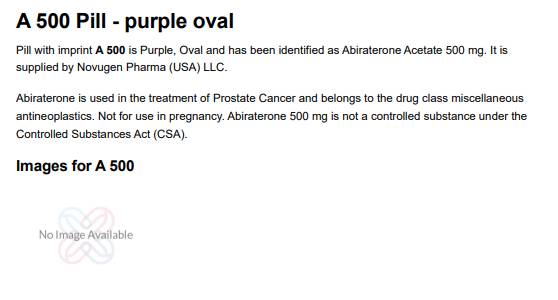 A 500 Pill - purple oval
Pill with imprint A 500 is Purple, Oval and has been identified as Abiraterone Acetate 500 mg. It is
supplied by Novugen Pharma (USA) LLC.
Abiraterone is used in the treatment of Prostate Cancer and belongs to the drug class miscellaneous
antineoplastics. Not for use in pregnancy. Abiraterone 500 mg is not a controlled substance under the
Controlled Substances Act (CSA).
Images for A 500
No Image Available